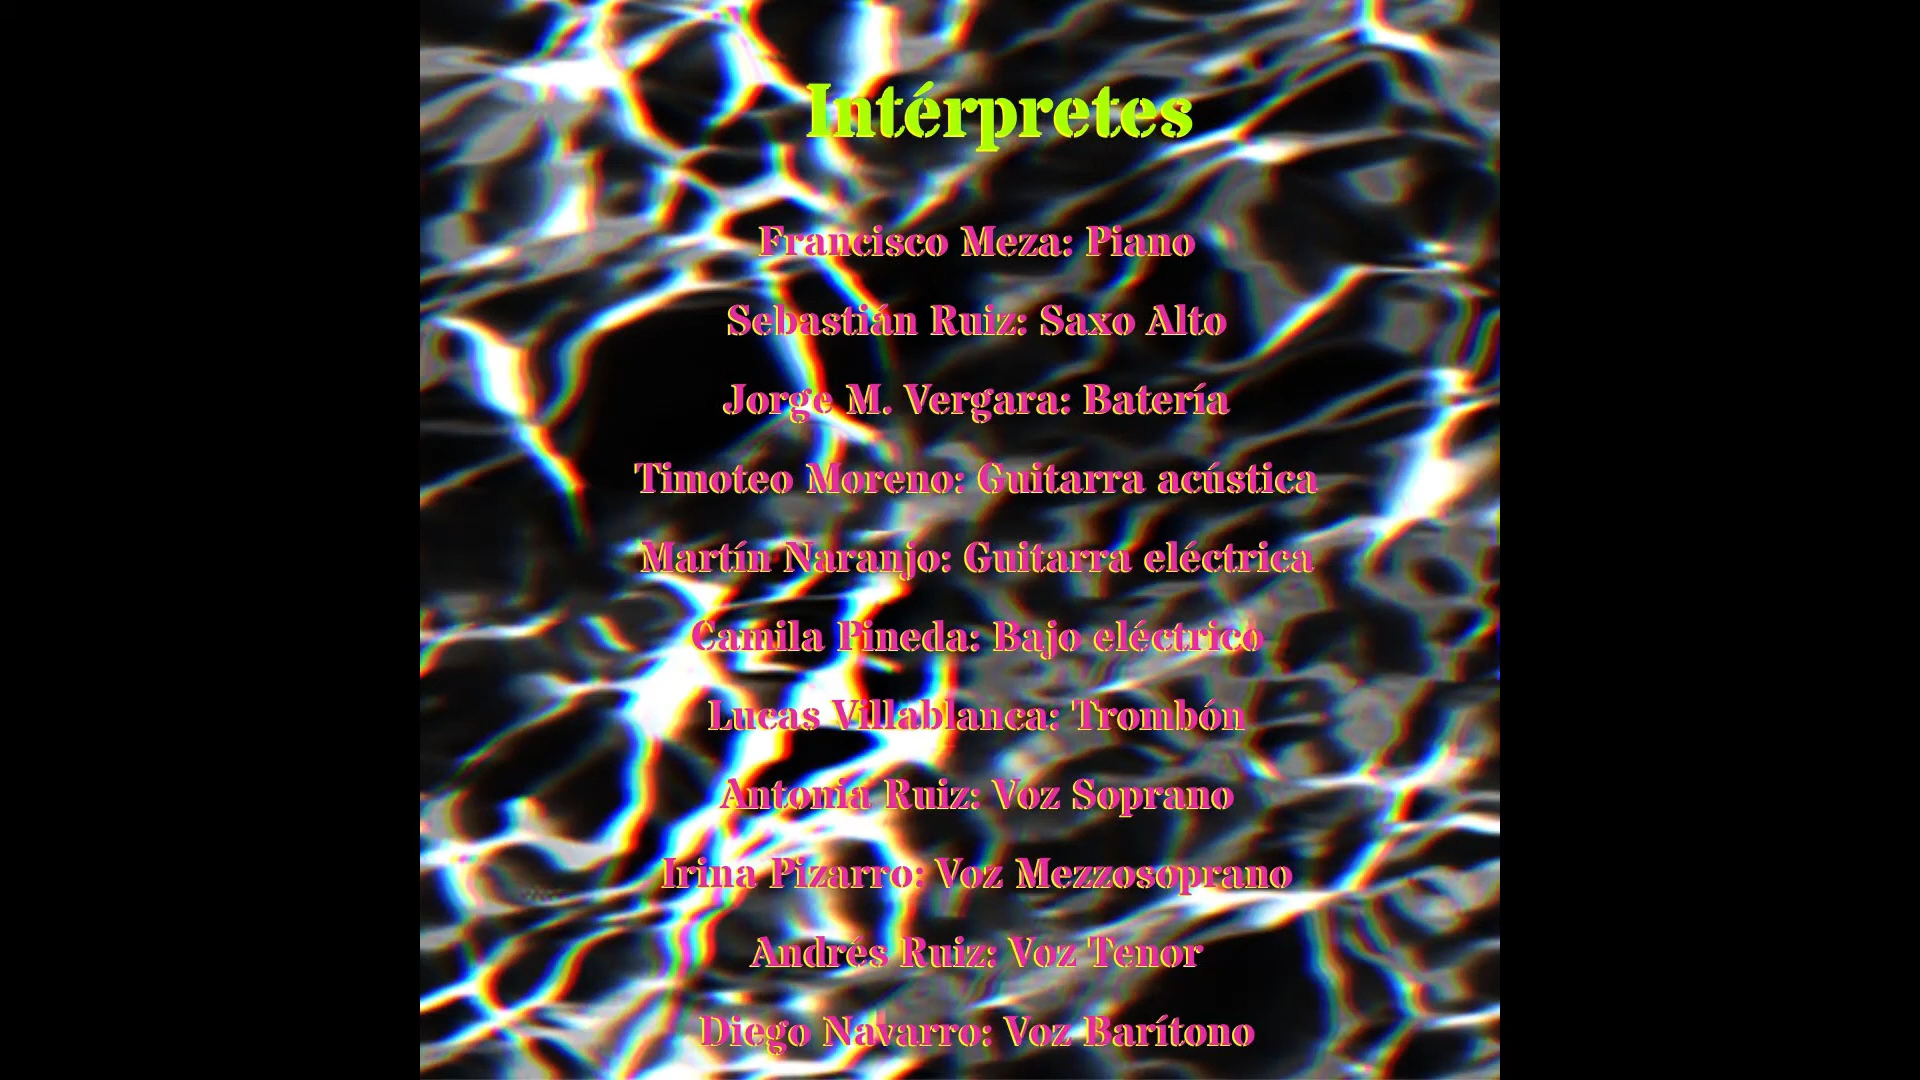 Intérpretes
Francisco Meza: Piano
Sebastián Ruiz: Saxo Alto
Jorge M. Vergara: Batería
Timoteo Moreno: Guitarra acústica
Martín Naranjo: Guitarra eléctrica
Camila Pineda: Bajo eléctrico
Lucas Villablanca: Trombón
Antonia Ruiz: Voz Soprano
Irina Pizarro: Voz Mezzosoprano
Andrés Ruiz: Voz Tenor
Diego Navarro: Voz Barítono